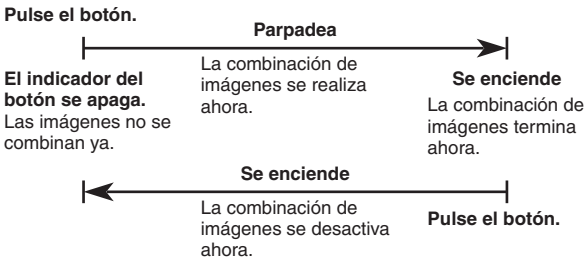 Pulse el botón.
Parpadea
La combinación de
imágenes se realiza
ahora.
El indicador del
botón se apaga.
Las imágenes no se
combinan ya.
Se enciende
La combinación de
imágenes termina
ahora.
Se enciende
La combinación de
imágenes se desactiva
ahora.
Pulse el botón.